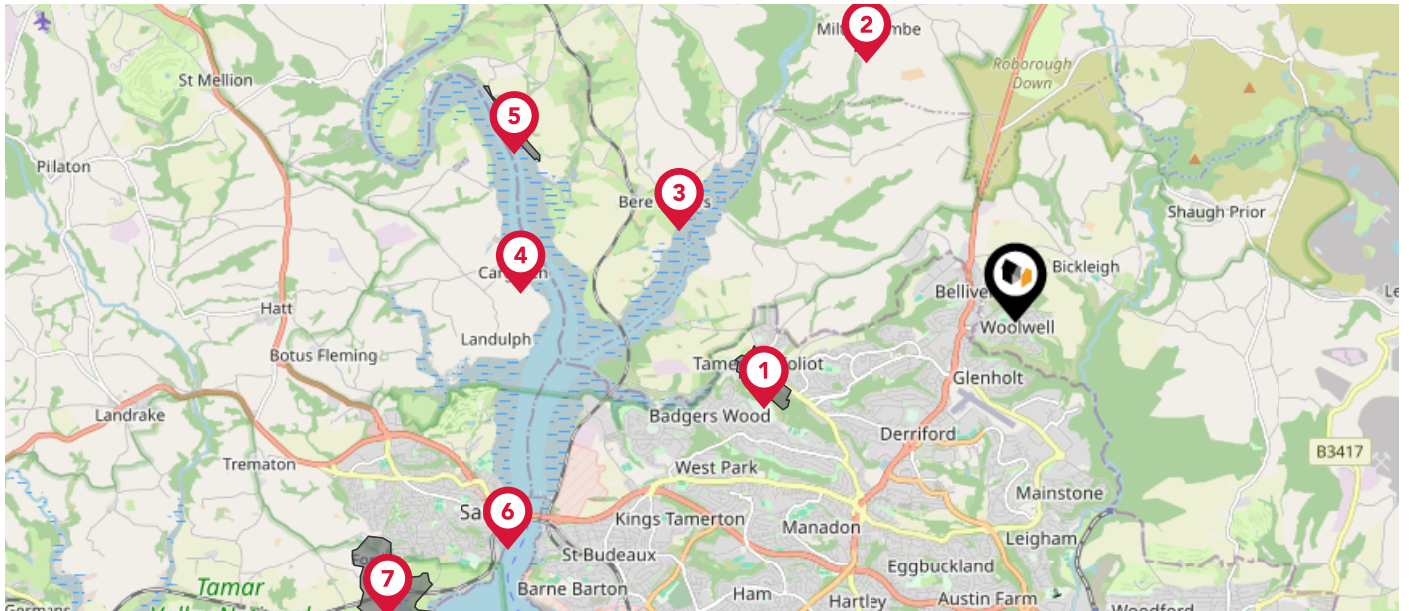 2
St Mellion
Roborough
Down
5
Pilaton
3
Shaugh Prior
4
Bickleigh
Hatt
Woolwell
Landulph
Botus Fleming
1
Glenholt
Landrake
Badgers Wood
Derriford
B3417
Trematon
West Park
Mainstone
6
Kings Tamerton
Manadon
Leigham
St Budeaux
Eggbuckland
7
Tamar
Barne Barton
Ham
Hartley
Austin Farm
Woodford